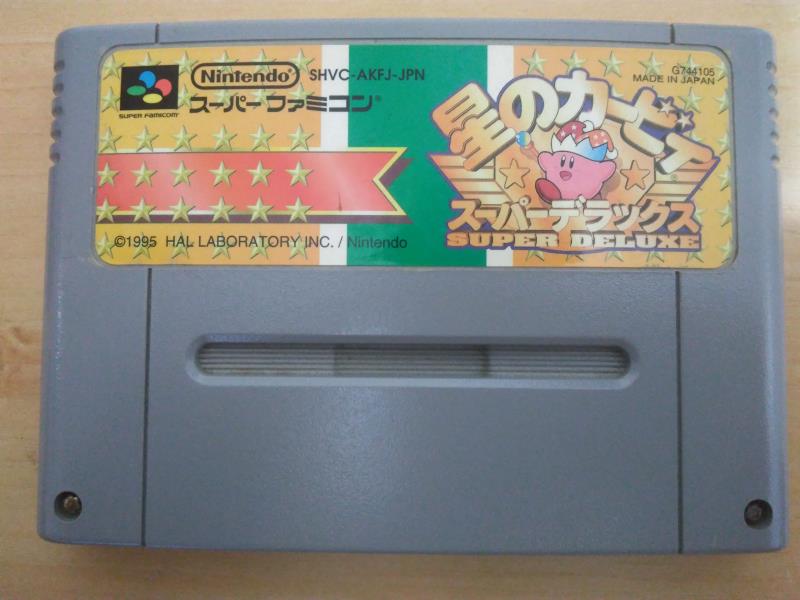 SUPER FAMICOM
Nintendo® SHVC-AKFJ-JPN
スーパーファミコン®
G744105
MADE IN JAPAN
星のカービィ®
スーパーデラックス
SUPER DELUXE
©1995 HAL LABORATORY INC. / Nintendo